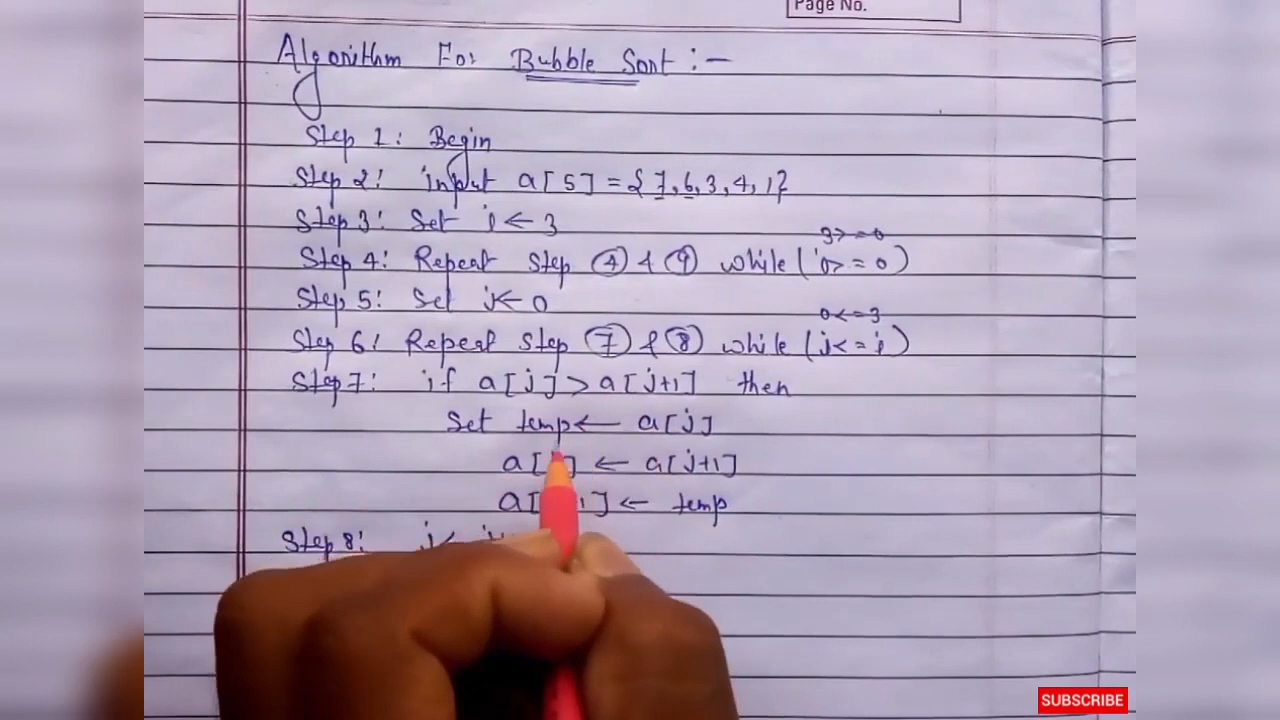 Page No.
Algorithm For Bubble Sort :-
Step 1: Begin
Step 2: input a[5] = {7, 6, 3, 4, 1}
Step 3: Set i ← 3
3>=0
Step 4: Repeat Step 4 & 9 while (i>=0)
Step 5: Set j← 0
0<=3
Step 6: Repeat Step 7 & 8 while (j<=i)
Step 7: if a[j] > a[j+1] then
Set temp ← a[j]
a[ ] ← a[j+1]
a[ 1] ← temp
Step 8: j←
SUBSCRIBE